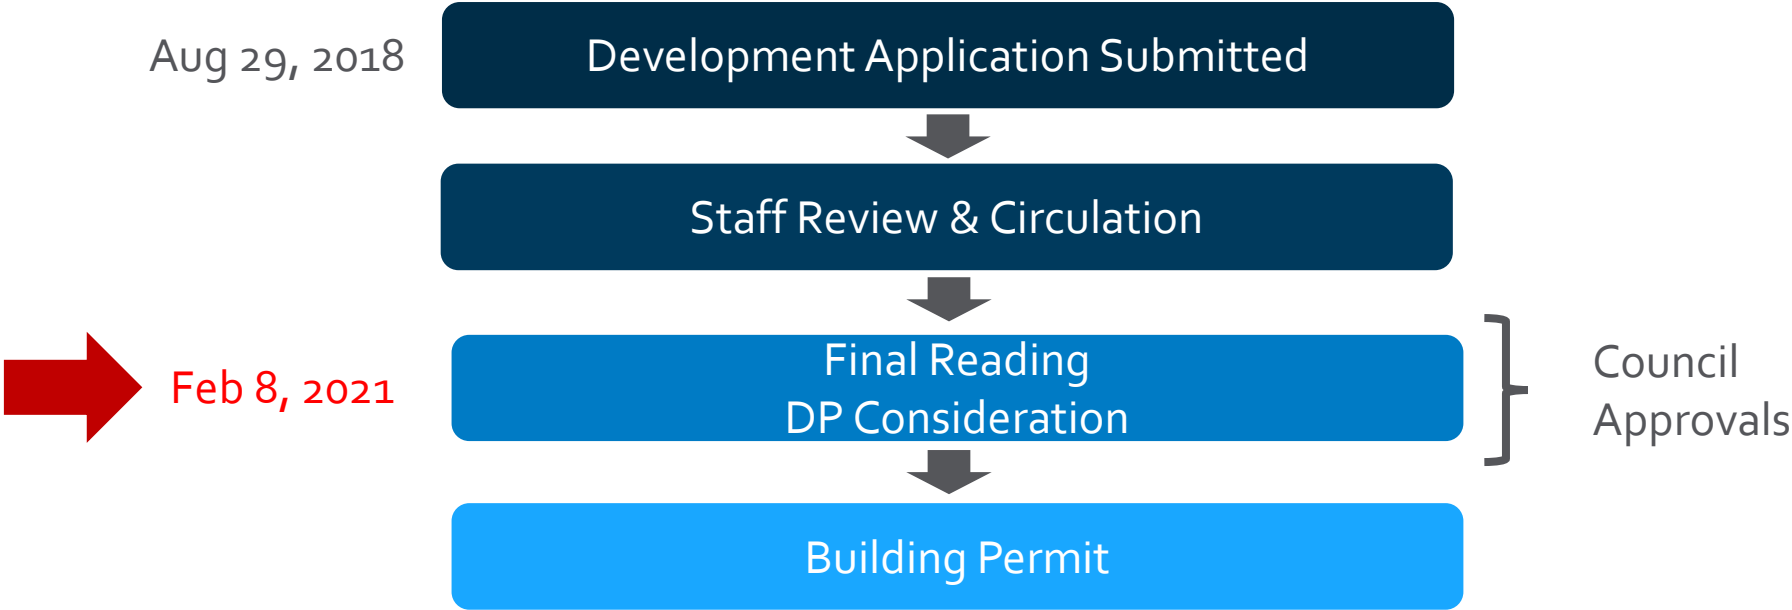 Aug 29, 2018
Development Application Submitted
Staff Review & Circulation
Feb 8, 2021
Final Reading
DP Consideration
Council
Approvals
Building Permit